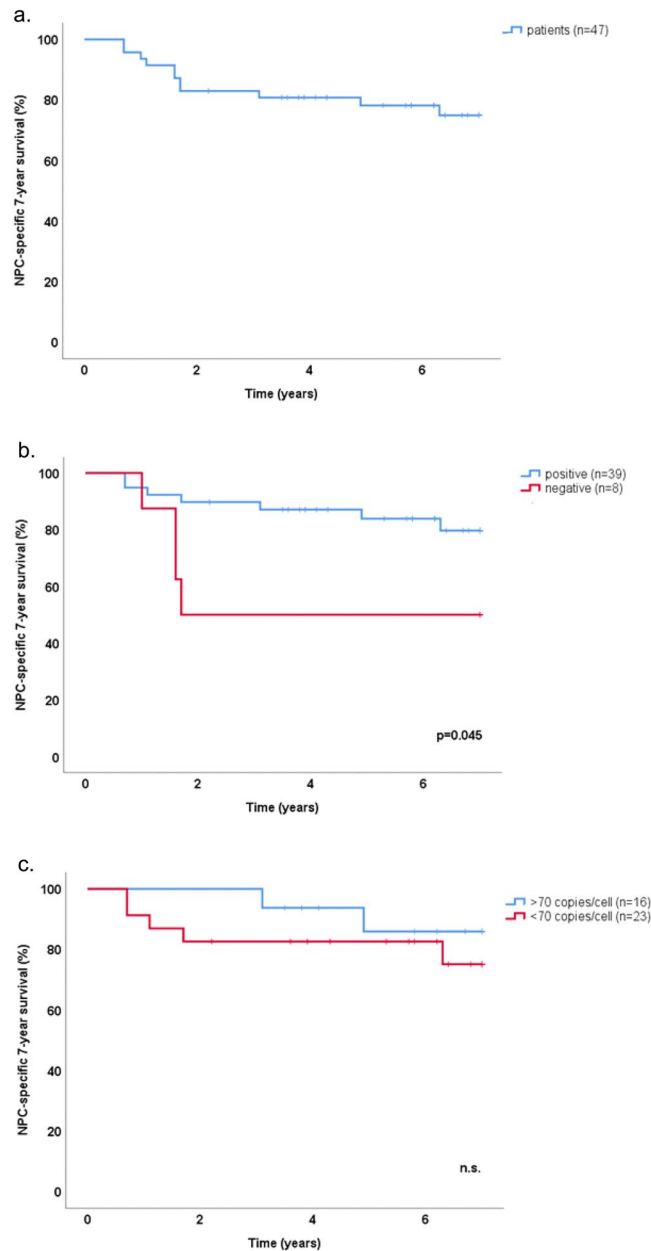 a.
patients (n=47)
100
80
60
40
20
0
NPC-specific 7-year survival (%)
0 2 4 6
Time (years)
b.
positive (n=39)
negative (n=8)
100
80
60
40
20
0
NPC-specific 7-year survival (%)
p=0.045
0 2 4 6
Time (years)
c.
>70 copies/cell (n=16)
<70 copies/cell (n=23)
100
80
60
40
20
0
NPC-specific 7-year survival (%)
n.s.
0 2 4 6
Time (years)